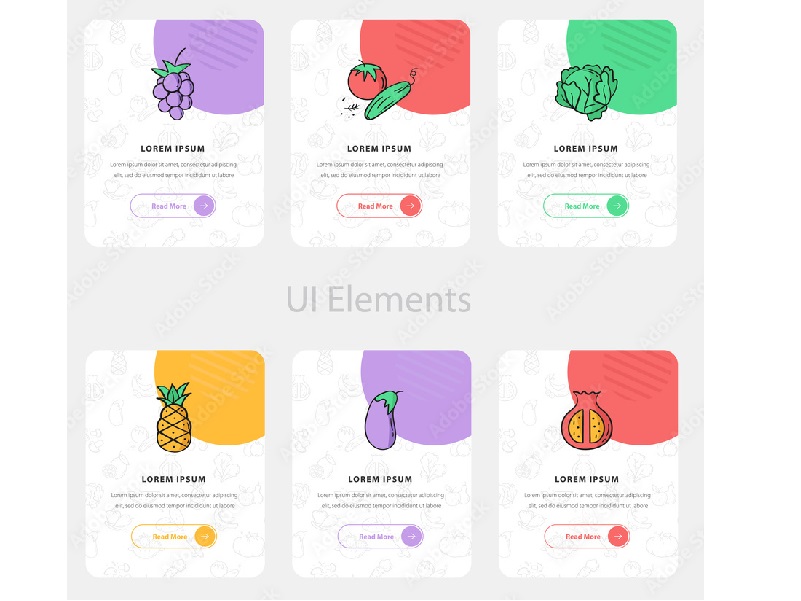 LOREM IPSUM
Lorem ipsum dolor sit amet, consectetur adipiscing
elit, sed do eiusmod tempor incididunt ut labore
Read More
LOREM IPSUM
Lorem ipsum dolor sit amet, consectetur adipiscing
elit, sed do eiusmod tempor incididunt ut labore
Read More
LOREM IPSUM
Lorem ipsum dolor sit amet, consectetur adipiscing
elit, sed do eiusmod tempor incididunt ut labore
Read More
UI Elements
LOREM IPSUM
Lorem ipsum dolor sit amet, consectetur adipiscing
elit, sed do eiusmod tempor incididunt ut labore
Read More
LOREM IPSUM
Lorem ipsum dolor sit amet, consectetur adipiscing
elit, sed do eiusmod tempor incididunt ut labore
Read More
LOREM IPSUM
Lorem ipsum dolor sit amet, consectetur adipiscing
elit, sed do eiusmod tempor incididunt ut labore
Read More
Adobe Stock